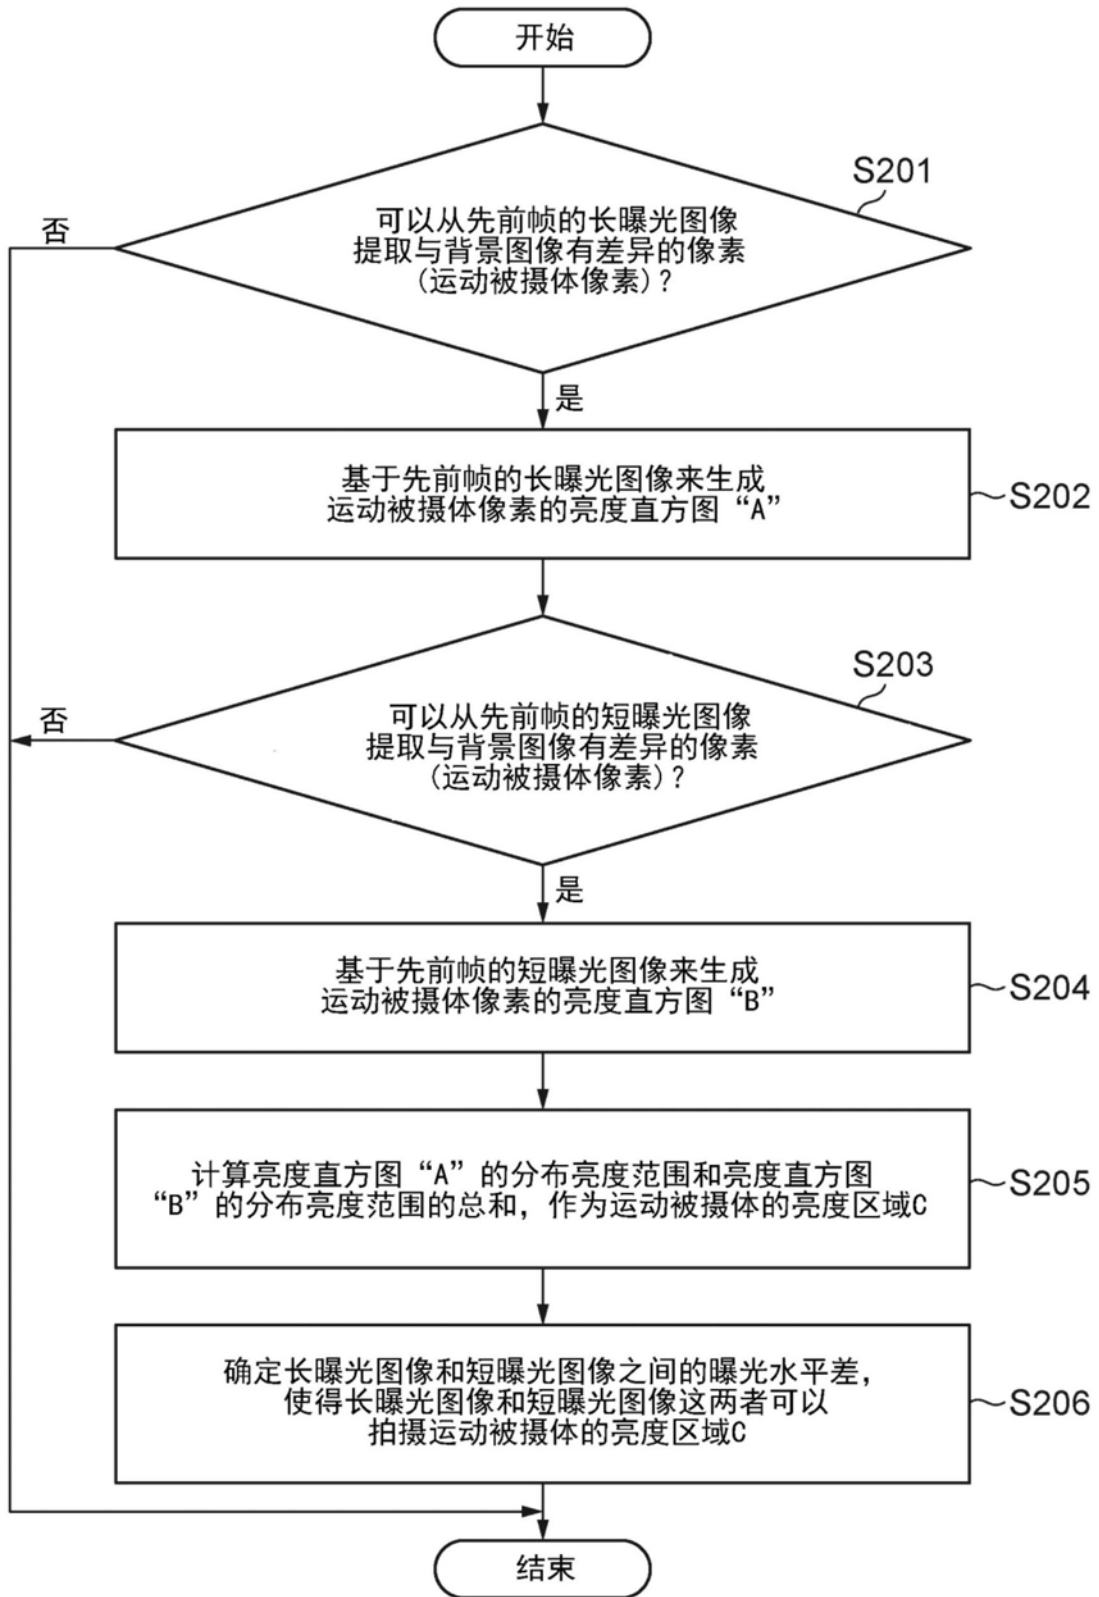 开始
S201
可以从先前帧的长曝光图像
提取与背景图像有差异的像素
(运动被摄体像素)?
否
是
基于先前帧的长曝光图像来生成
运动被摄体像素的亮度直方图 “A”
S202
S203
可以从先前帧的短曝光图像
提取与背景图像有差异的像素
(运动被摄体像素)?
否
是
基于先前帧的短曝光图像来生成
运动被摄体像素的亮度直方图 “B”
S204
计算亮度直方图 “A” 的分布亮度范围和亮度直方图
“B” 的分布亮度范围的总和, 作为运动被摄体的亮度区域C
S205
确定长曝光图像和短曝光图像之间的曝光水平差,
使得长曝光图像和短曝光图像这两者可以
拍摄运动被摄体的亮度区域C
S206
结束